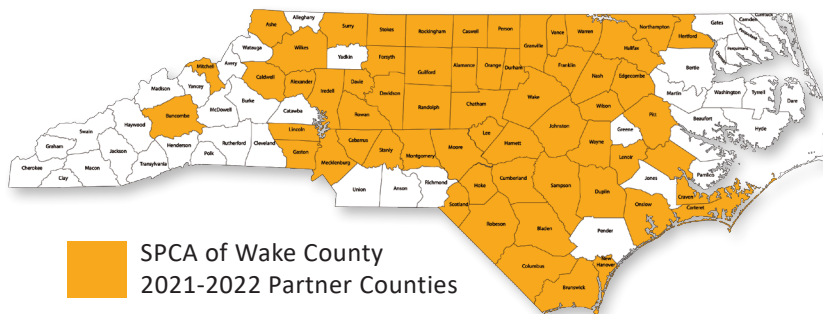 Ashe
Alleghany
Surry
Stokes
Rockingham
Caswell
Person
Vance
Warren
Northampton
Gates
Camden
Hertford
Granville
Halifax
Watauga
Wilkes
Yadkin
Forsyth
Guilford
Alamance
Orange
Durham
Franklin
Nash
Edgecombe
Bertie
Mitchell
Avery
Caldwell
Alexander
Iredell
Davie
Davidson
Randolph
Chatham
Wake
Wilson
Martin
Washington
Tyrrell
Dare
Madison
Yancey
Burke
Catawba
Rowan
Johnston
Pitt
Beaufort
Hyde
Buncombe
McDowell
Lincoln
Greene
Haywood
Swain
Rutherford
Cleveland
Gaston
Cabarrus
Stanly
Montgomery
Moore
Lee
Harnett
Wayne
Lenoir
Craven
Pamlico
Graham
Jackson
Henderson
Polk
Mecklenburg
Cherokee
Macon
Clay
Transylvania
Union
Anson
Richmond
Scotland
Hoke
Cumberland
Sampson
Duplin
Jones
Onslow
Carteret
Robeson
Bladen
Pender
Columbus
New
Hanover
Brunswick
SPCA of Wake County
2021-2022 Partner Counties